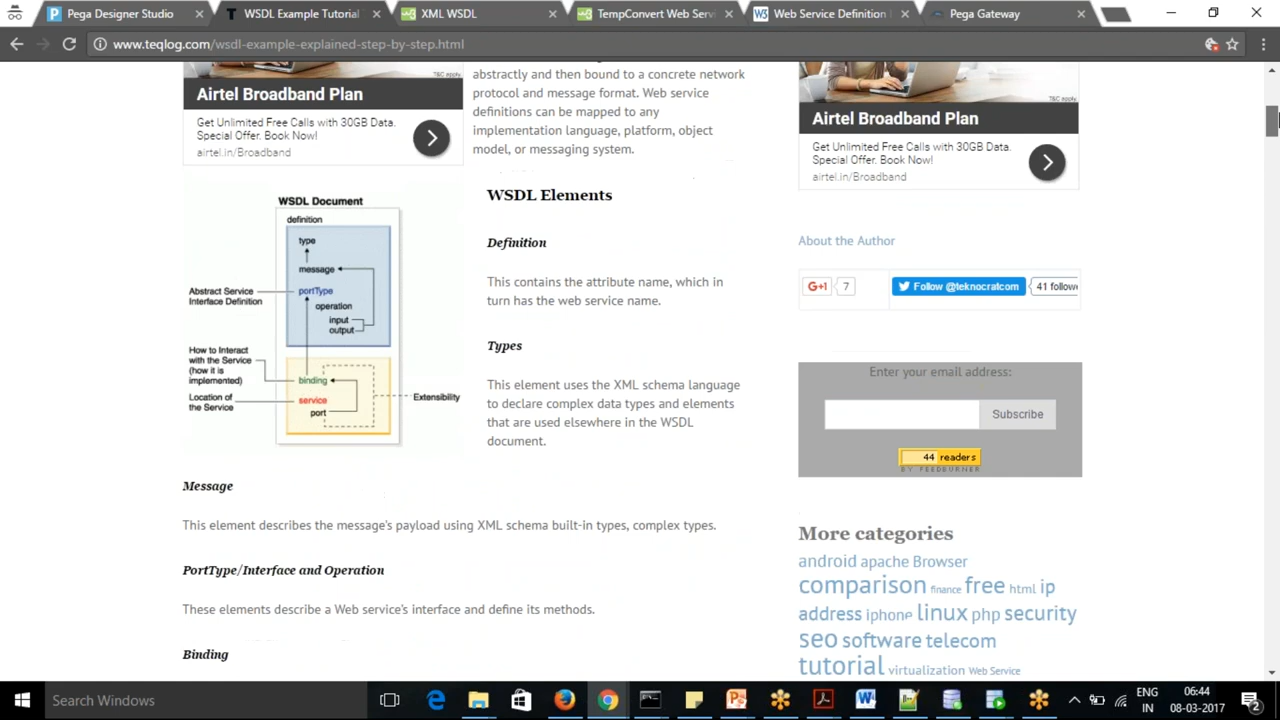 Pega Designer Studio
WSDL Example Tutorial
XML WSDL
TempConvert Web Servi
Web Service Definition
Pega Gateway
www.teqlog.com/wsdl-example-explained-step-by-step.html
T&C apply.
Airtel Broadband Plan
Get Unlimited Free Calls with 30GB Data.
Special Offer. Book Now!
airtel.in/Broadband
abstractly and then bound to a concrete network
protocol and message format. Web service
definitions can be mapped to any
implementation language, platform, object
model, or messaging system.
T&C apply.
Airtel Broadband Plan
Get Unlimited Free Calls with 30GB Data.
Special Offer. Book Now!
airtel.in/Broadband
WSDL Document
definition
type
message
portType
operation
input
output
binding
service
port
Abstract Service
Interface Definition
How to Interact
with the Service
(how it is
implemented)
Location of
the Service
Extensibility
WSDL Elements
Definition
This contains the attribute name, which in
turn has the web service name.
Types
This element uses the XML schema language
to declare complex data types and elements
that are used elsewhere in the WSDL
document.
Message
This element describes the message's payload using XML schema built-in types, complex types.
PortType/Interface and Operation
These elements describe a Web service's interface and define its methods.
Binding
About the Author
G+1 7
Follow @teknocratcom
41 followe
Enter your email address:
Subscribe
44 readers
BY FEEDBURNER
More categories
android apache Browser
comparison finance free html ip
address iphone linux php security
seo software telecom
tutorial virtualization Web Service
Search Windows
ENG
IN
06:44
08-03-2017
2